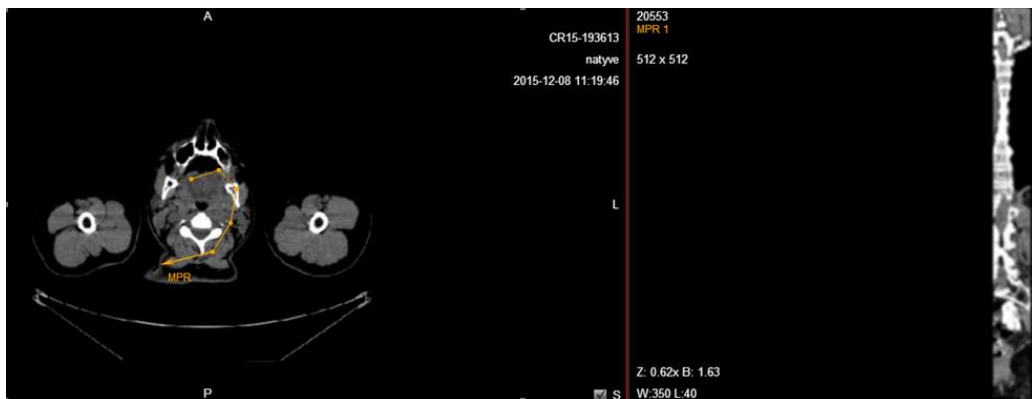 A
CR15-193613
natyve
2015-12-08 11:19:46
L
MPR
P
S
20553
MPR 1
512 x 512
Z: 0.62x B: 1.63
W:350 L:40